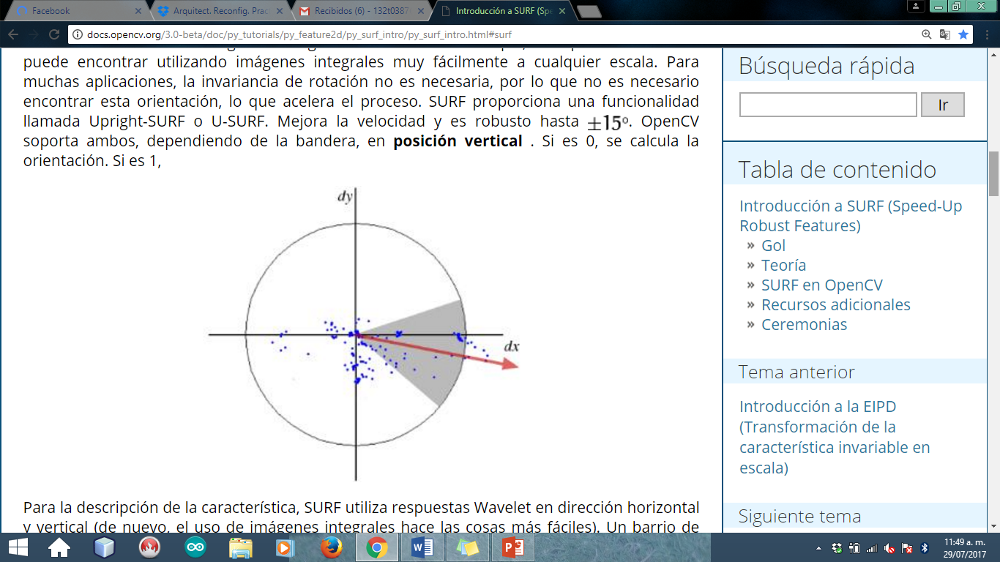 Facebook
Arquitect. Reconfig. Prac
Recibidos (6) - 132t0387
Introducción a SURF (Spe
docs.opencv.org/3.0-beta/doc/py_tutorials/py_feature2d/py_surf_intro/py_surf_intro.html#surf
puede encontrar utilizando imágenes integrales muy fácilmente a cualquier escala. Para
muchas aplicaciones, la invariancia de rotación no es necesaria, por lo que no es necesario
encontrar esta orientación, lo que acelera el proceso. SURF proporciona una funcionalidad
llamada Upright-SURF o U-SURF. Mejora la velocidad y es robusto hasta ±15°. OpenCV
soporta ambos, dependiendo de la bandera, en posición vertical . Si es 0, se calcula la
orientación. Si es 1,
dy
dx
Para la descripción de la característica, SURF utiliza respuestas Wavelet en dirección horizontal
y vertical (de nuevo, el uso de imágenes integrales hace las cosas más fáciles). Un barrio de
Búsqueda rápida
Ir
Tabla de contenido
Introducción a SURF (Speed-Up
Robust Features)
» Gol
» Teoría
» SURF en OpenCV
» Recursos adicionales
» Ceremonias
Tema anterior
Introducción a la EIPD
(Transformación de la
característica invariable en
escala)
Siguiente tema
11:49 a. m.
29/07/2017